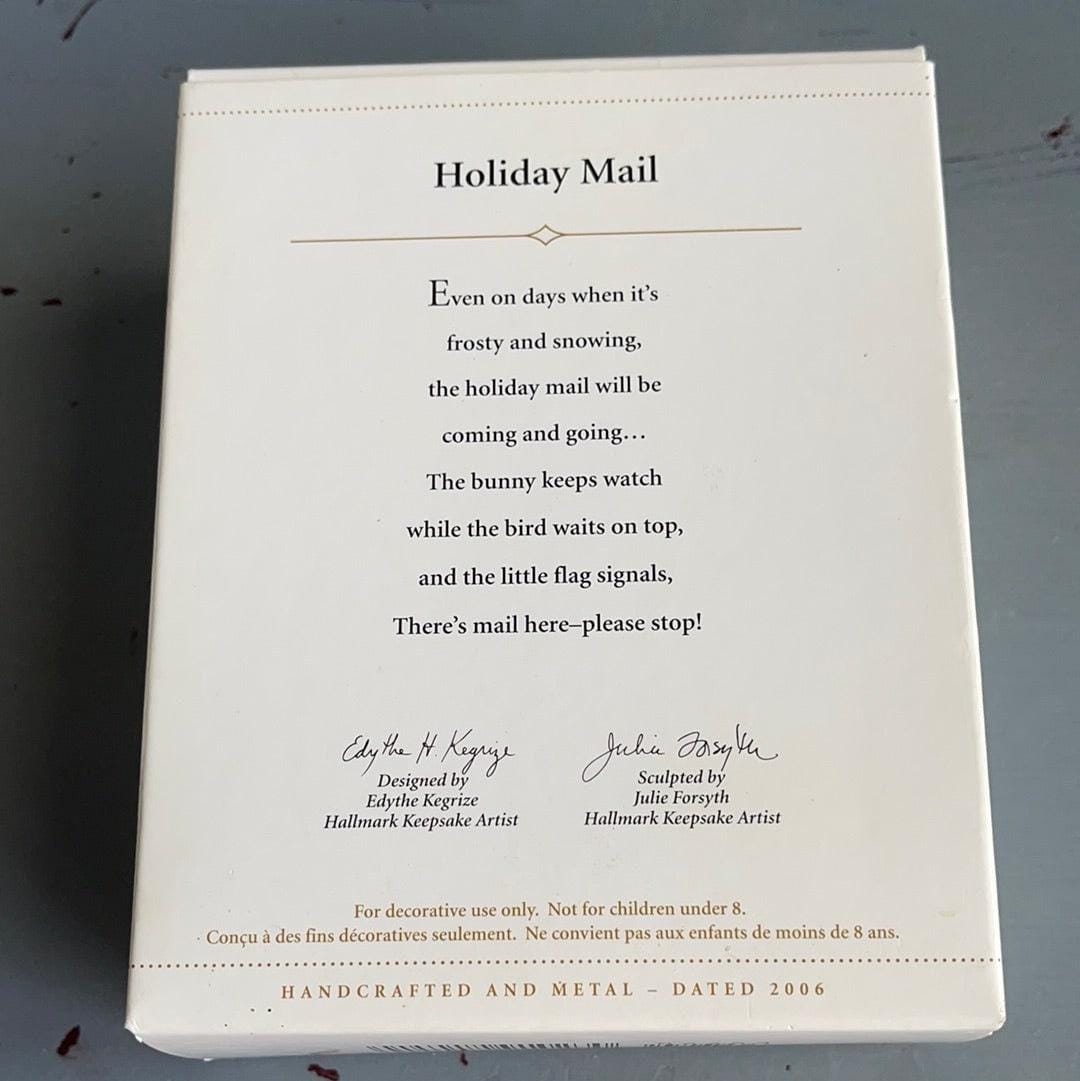 Holiday Mail
Even on days when it's
frosty and snowing,
the holiday mail will be
coming and going...
The bunny keeps watch
while the bird waits on top,
and the little flag signals,
There's mail here–please stop!
Edythe H. Kegrize
Designed by
Edythe Kegrize
Hallmark Keepsake Artist
Julie Forsyth
Sculpted by
Julie Forsyth
Hallmark Keepsake Artist
For decorative use only. Not for children under 8.
Conçu à des fins décoratives seulement. Ne convient pas aux enfants de moins de 8 ans.
HANDCRAFTED AND METAL – DATED 2006